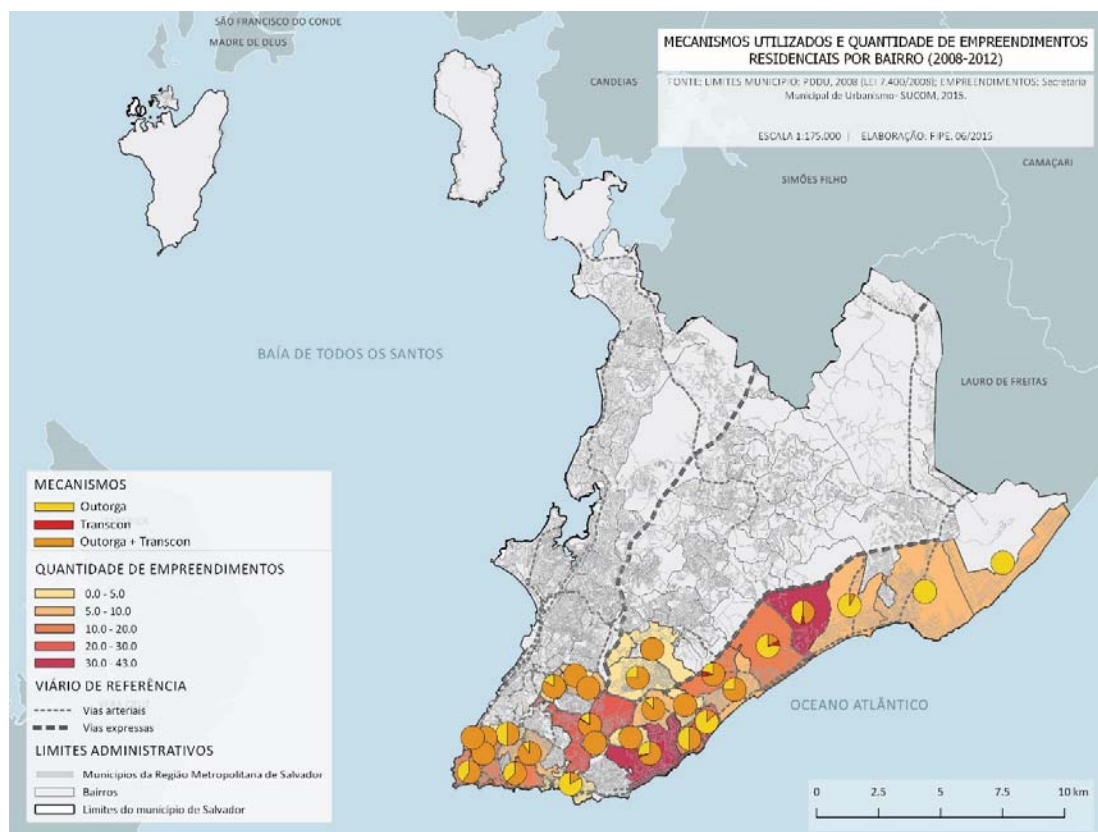 SÃO FRANCISCO DO CONDE
MADRE DE DEUS
CANDEIAS
MECANISMOS UTILIZADOS E QUANTIDADE DE EMPREENDIMENTOS
RESIDENCIAIS POR BAIRRO (2008-2012)
FONTE: LIMITES MUNICÍPIO: PDDU, 2008 (LEI 7.400/2008); EMPREENDIMENTOS: Secretaria
Municipal de Urbanismo- SUCOM, 2015.
ESCALA 1:175.000 | ELABORAÇÃO: FIPE, 06/2015
CAMAÇARI
SIMÕES FILHO
BAÍA DE TODOS OS SANTOS
LAURO DE FREITAS
OCEANO ATLÂNTICO
MECANISMOS
Outorga
Transcon
Outorga + Transcon
QUANTIDADE DE EMPREENDIMENTOS
0.0 - 5.0
5.0 - 10.0
10.0 - 20.0
20.0 - 30.0
30.0 - 43.0
VIÁRIO DE REFERÊNCIA
Vias arteriais
Vias expressas
LIMITES ADMINISTRATIVOS
Municípios da Região Metropolitana de Salvador
Bairros
Limites do município de Salvador
0 2.5 5 7.5 10 km